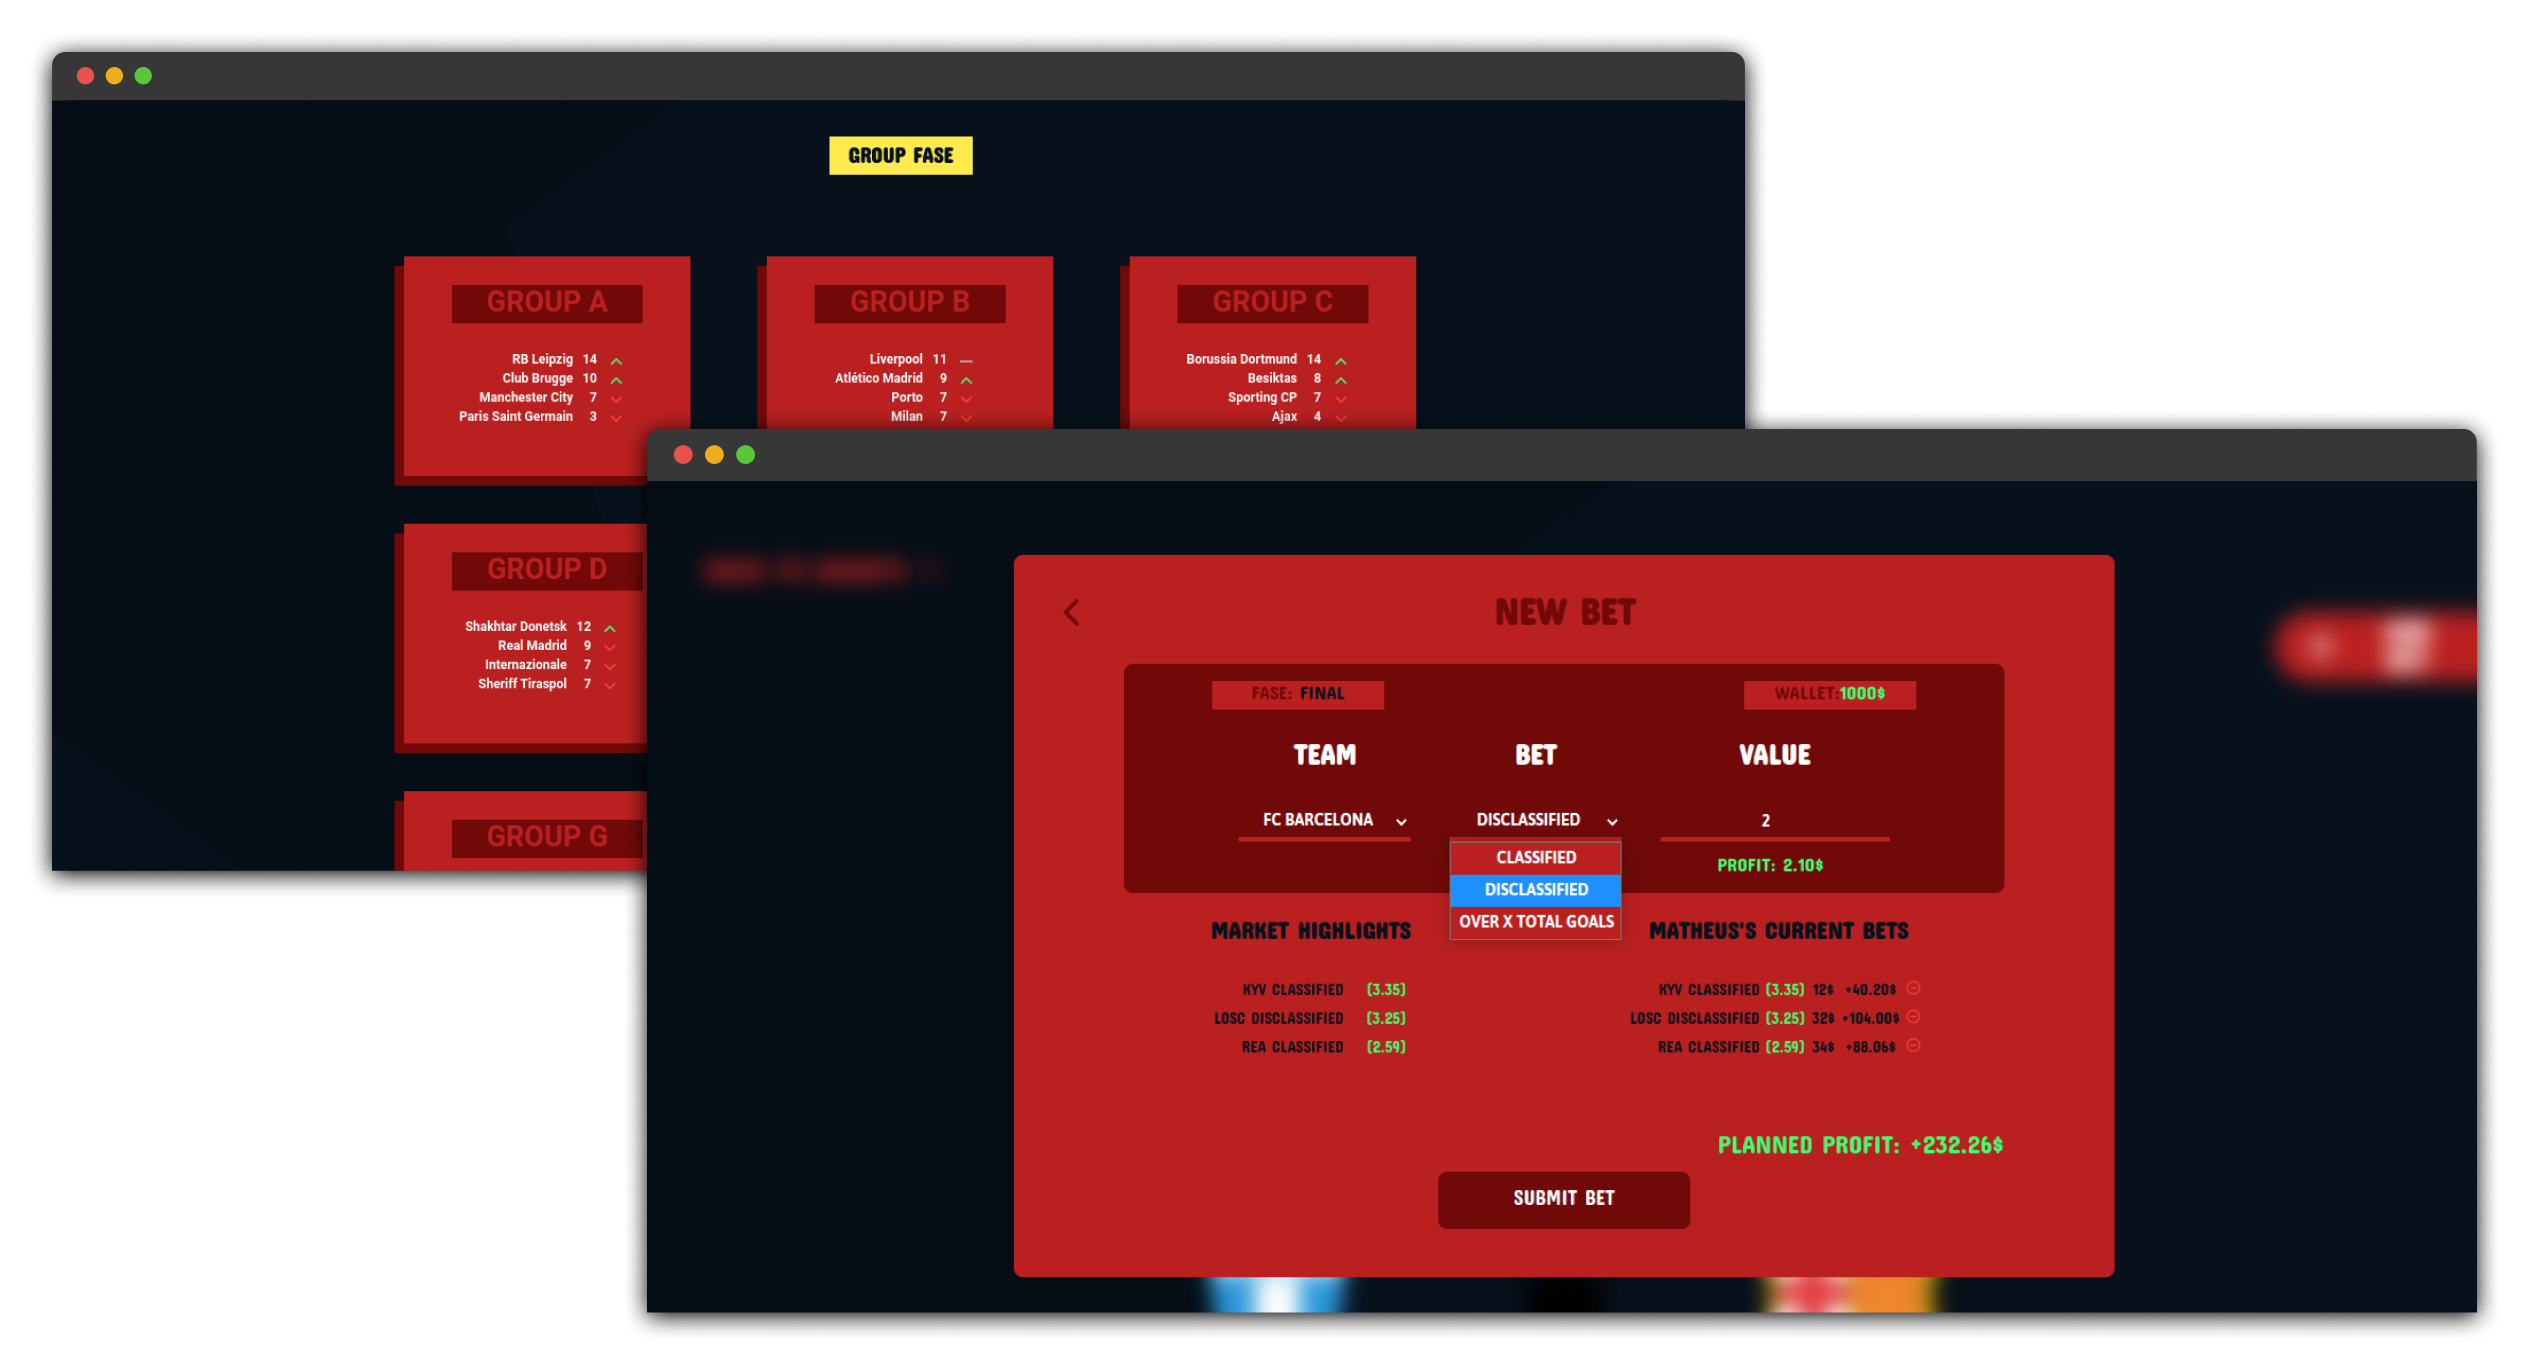 GROUP FASE
GROUP A
RB Leipzig 14
Club Brugge 10
Manchester City 7
Paris Saint Germain 3
GROUP B
Liverpool 11
Atlético Madrid 9
Porto 7
Milan 7
GROUP C
Borussia Dortmund 14
Besiktas 8
Sporting CP 7
Ajax 4
GROUP D
Shakhtar Donetsk 12
Real Madrid 9
Internazionale 7
Sheriff Tiraspol 7
GROUP G
NEW BET
FASE: FINAL
WALLET:1000$
TEAM BET VALUE
FC BARCELONA DISCLASSIFIED 2
CLASSIFIED
DISCLASSIFIED
OVER X TOTAL GOALS
PROFIT: 2.10$
MARKET HIGHLIGHTS
KYV CLASSIFIED (3.35)
LOSC DISCLASSIFIED (3.25)
REA CLASSIFIED (2.59)
MATHEUS'S CURRENT BETS
KYV CLASSIFIED (3.35) 12$ +40.20$
LOSC DISCLASSIFIED (3.25) 32$ +104.00$
REA CLASSIFIED (2.59) 34$ +88.06$
PLANNED PROFIT: +232.26$
SUBMIT BET